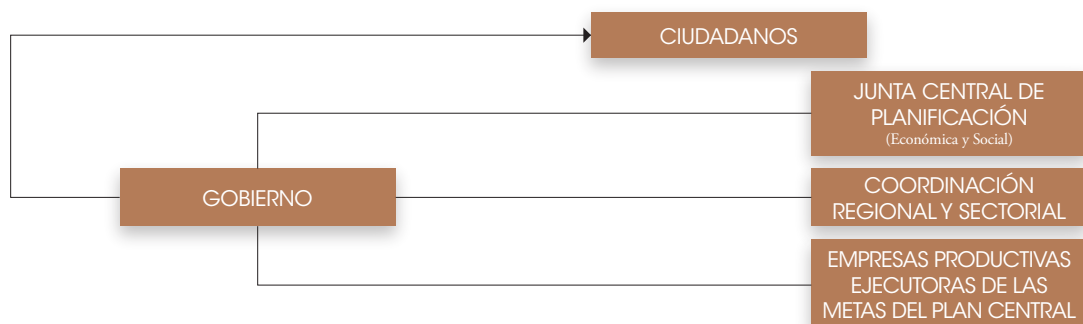 CIUDADANOS
JUNTA CENTRAL DE
PLANIFICACIÓN
(Económica y Social)
GOBIERNO
COORDINACIÓN
REGIONAL Y SECTORIAL
EMPRESAS PRODUCTIVAS
EJECUTORAS DE LAS
METAS DEL PLAN CENTRAL